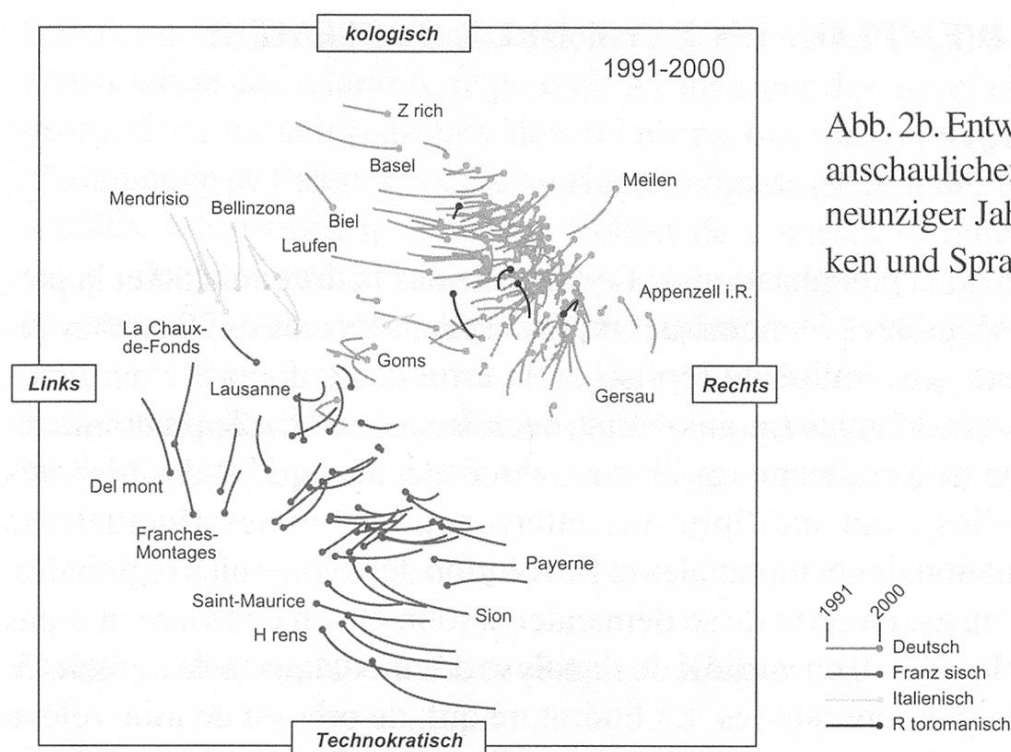 kologisch
1991-2000
Z rich
Basel
Meilen
Mendrisio
Bellinzona
Biel
Laufen
Appenzell i.R.
La Chaux-
de-Fonds
Goms
Links
Lausanne
Rechts
Gersau
Del mont
Franches-
Montages
Payerne
Saint-Maurice
Sion
H rens
1991
2000
Deutsch
Franz sisch
Italienisch
R toromanisch
Technokratisch
Abb. 2b. Entw
anschauliche
neunziger Jah
ken und Spra